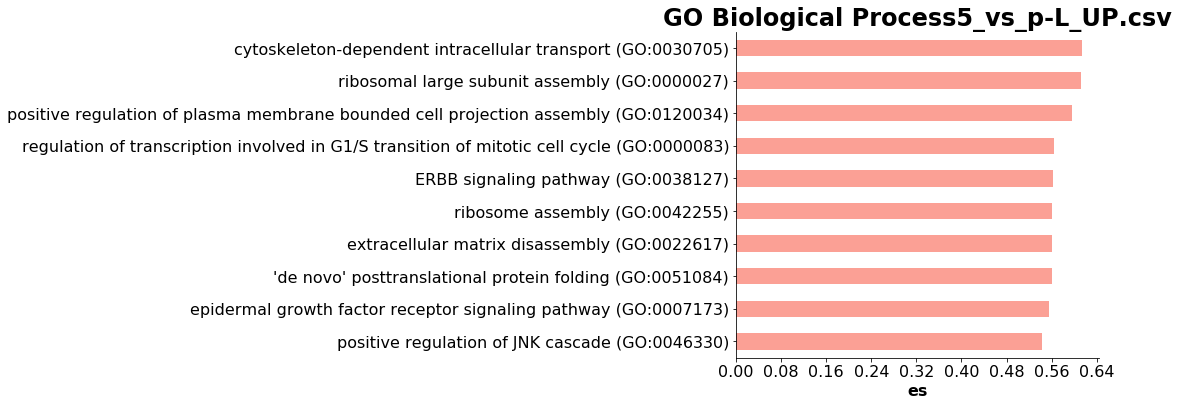 GO Biological Process5_vs_p-L_UP.csv
cytoskeleton-dependent intracellular transport (GO:0030705)
ribosomal large subunit assembly (GO:0000027)
positive regulation of plasma membrane bounded cell projection assembly (GO:0120034)
regulation of transcription involved in G1/S transition of mitotic cell cycle (GO:0000083)
ERBB signaling pathway (GO:0038127)
ribosome assembly (GO:0042255)
extracellular matrix disassembly (GO:0022617)
'de novo' posttranslational protein folding (GO:0051084)
epidermal growth factor receptor signaling pathway (GO:0007173)
positive regulation of JNK cascade (GO:0046330)
0.00 0.08 0.16 0.24 0.32 0.40 0.48 0.56 0.64
es